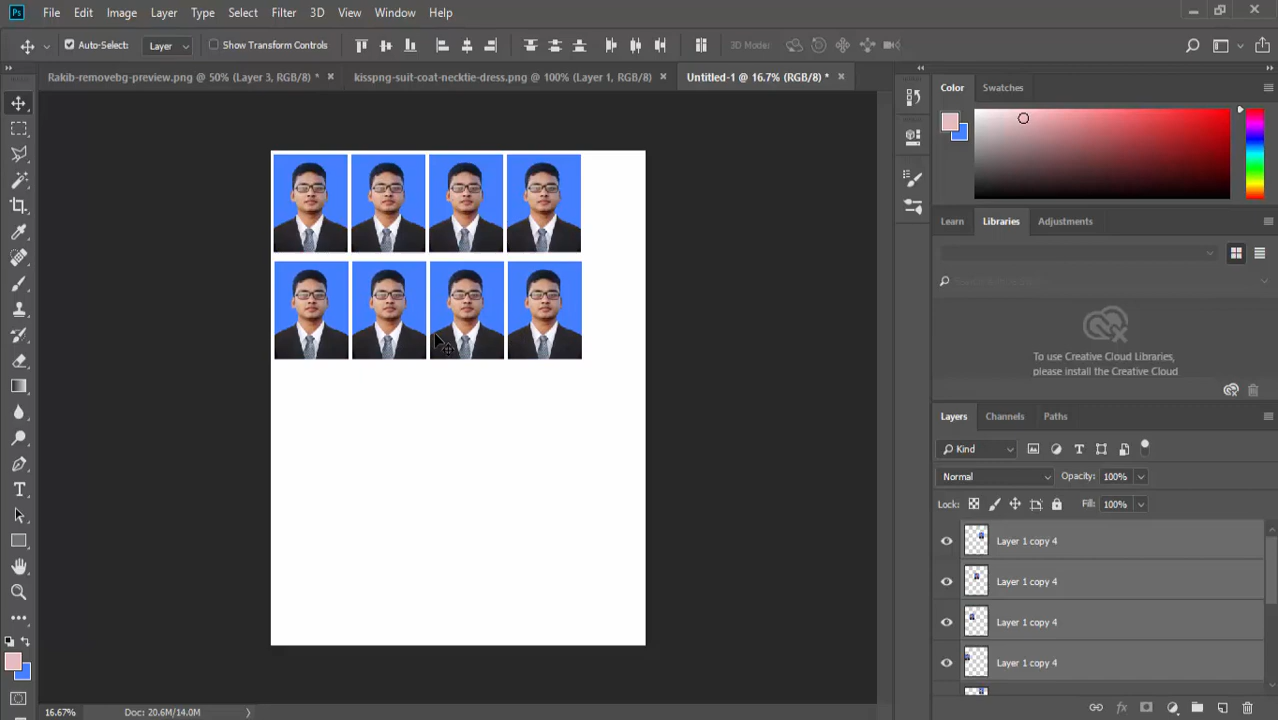 Ps File Edit Image Layer Type Select Filter 3D View Window Help
Auto-Select: Layer Show Transform Controls 3D Mode:
Rakib-removebg-preview.png @ 50% (Layer 3, RGB/8) * × kisspng-suit-coat-necktie-dress.png @ 100% (Layer 1, RGB/8) × Untitled-1 @ 16.7% (RGB/8) * ×
Color Swatches
Learn Libraries Adjustments
To use Creative Cloud Libraries,
please install the Creative Cloud
Layers Channels Paths
Kind
Normal Opacity: 100%
Lock: Fill: 100%
Layer 1 copy 4
Layer 1 copy 4
Layer 1 copy 4
Layer 1 copy 4
16.67% Doc: 20.6M/14.0M